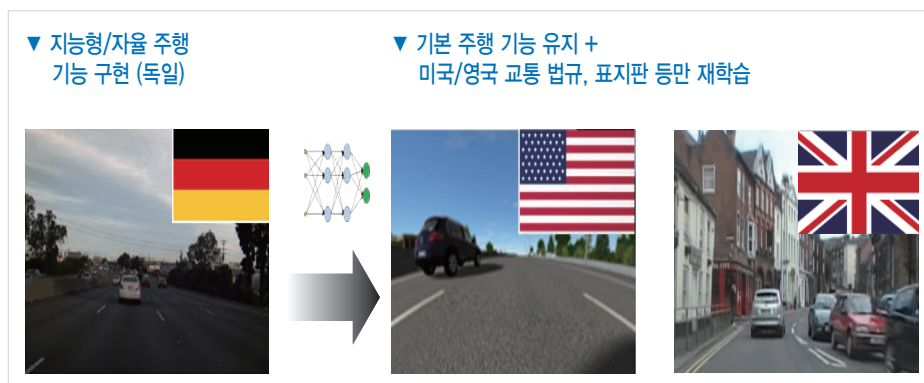 ▼ 지능형/자율 주행
기능 구현 (독일)
▼ 기본 주행 기능 유지 +
미국/영국 교통 법규, 표지판 등만 재학습